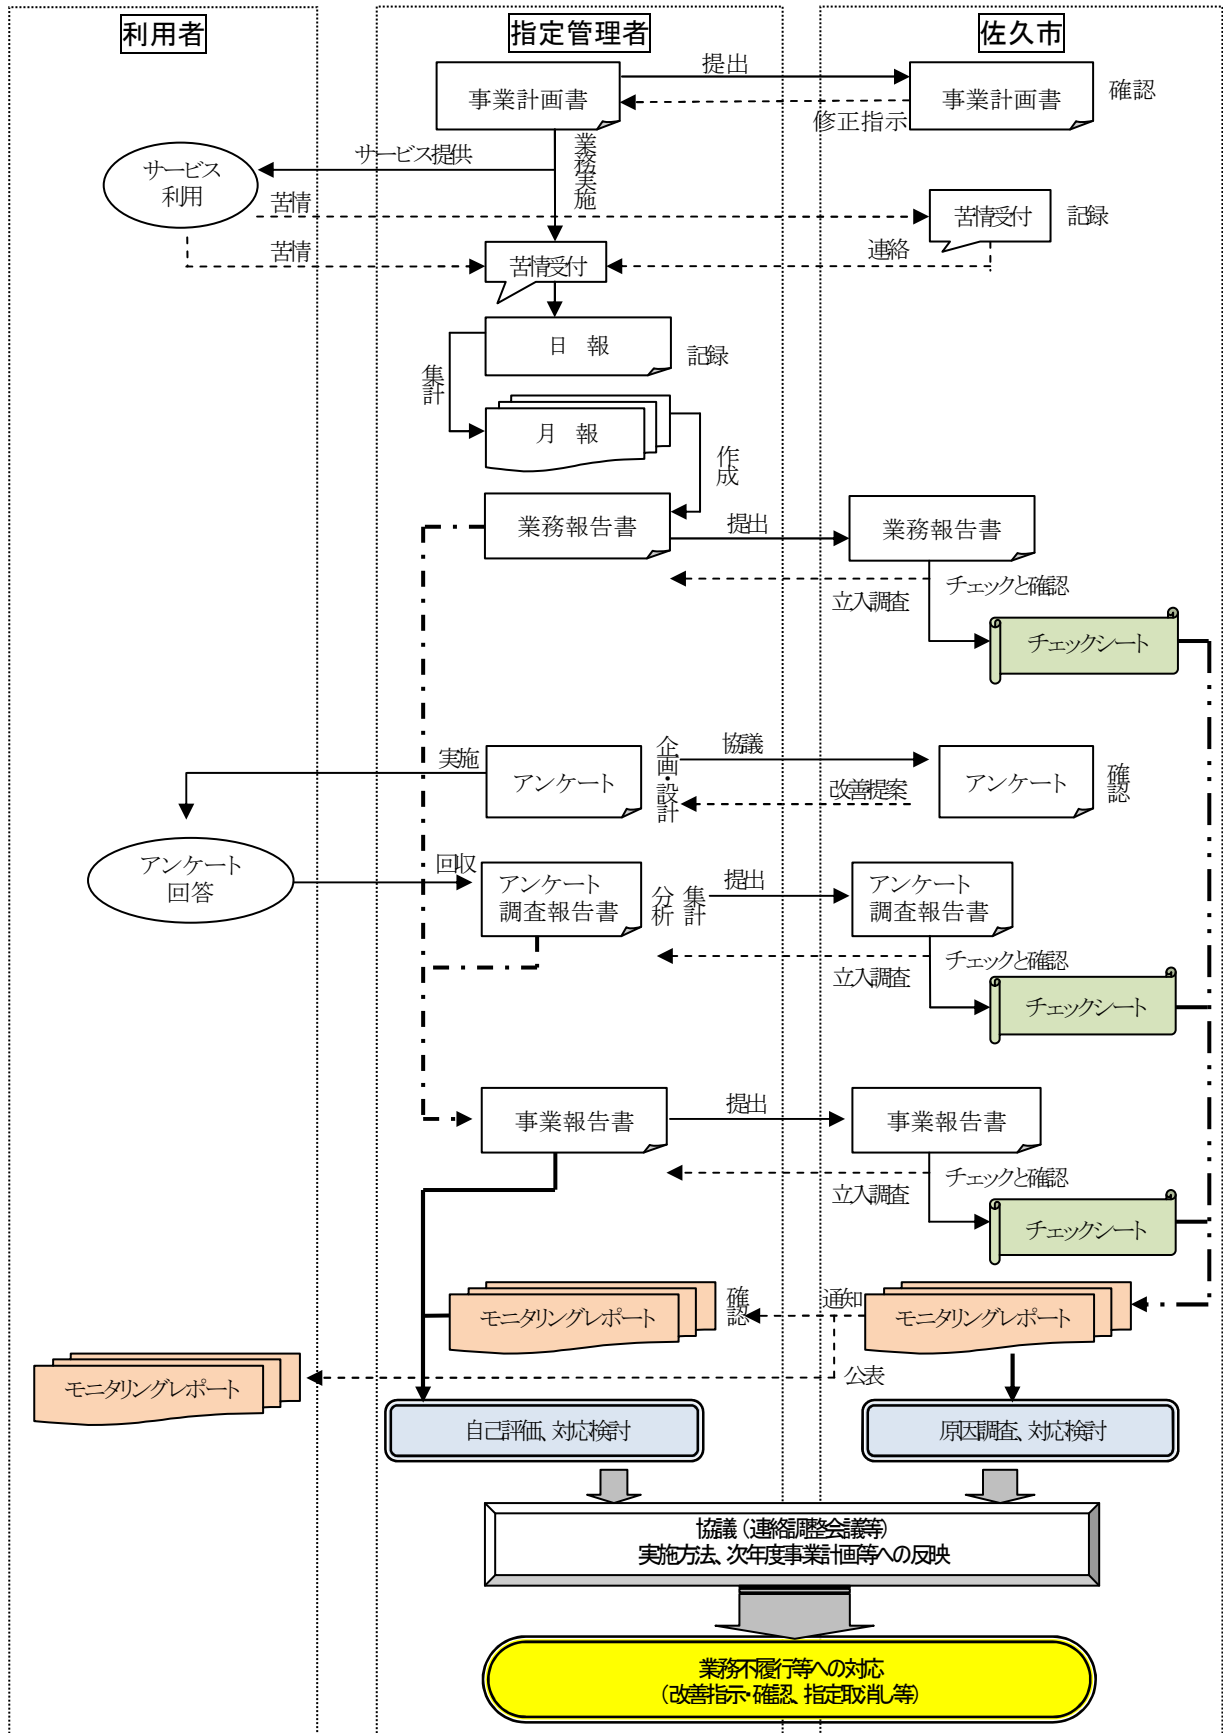 利用者
指定管理者
佐久市
事業計画書
提出
事業計画書
確認
修正指示
業務実施
サービス提供
サービス
利用
苦情
苦情受付
記録
苦情
連絡
苦情受付
日　報
記録
集計
月　報
作成
業務報告書
提出
業務報告書
立入調査
チェックと確認
チェックシート
実施
アンケート
企画・設計
協議
アンケート
確認
改善提案
アンケート
回答
回収
アンケート
調査報告書
集計
分析
提出
アンケート
調査報告書
立入調査
チェックと確認
チェックシート
事業報告書
提出
事業報告書
立入調査
チェックと確認
チェックシート
モニタリングレポート
確認
通知
モニタリングレポート
モニタリングレポート
公表
自己評価、対応検討
原因調査、対応検討
協議（連絡調整会議等）
実施方法、次年度事業計画等への反映
業務不履行等への対応
（改善指示・確認、指定取消し等）